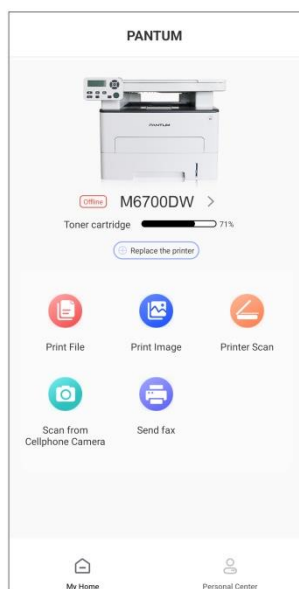 PANTUM
PANTUM
Offline M6700DW
Toner cartridge 71%
Replace the printer
Print File Print Image Printer Scan
Scan from
Cellphone Camera
Send fax
My Home Personal Center